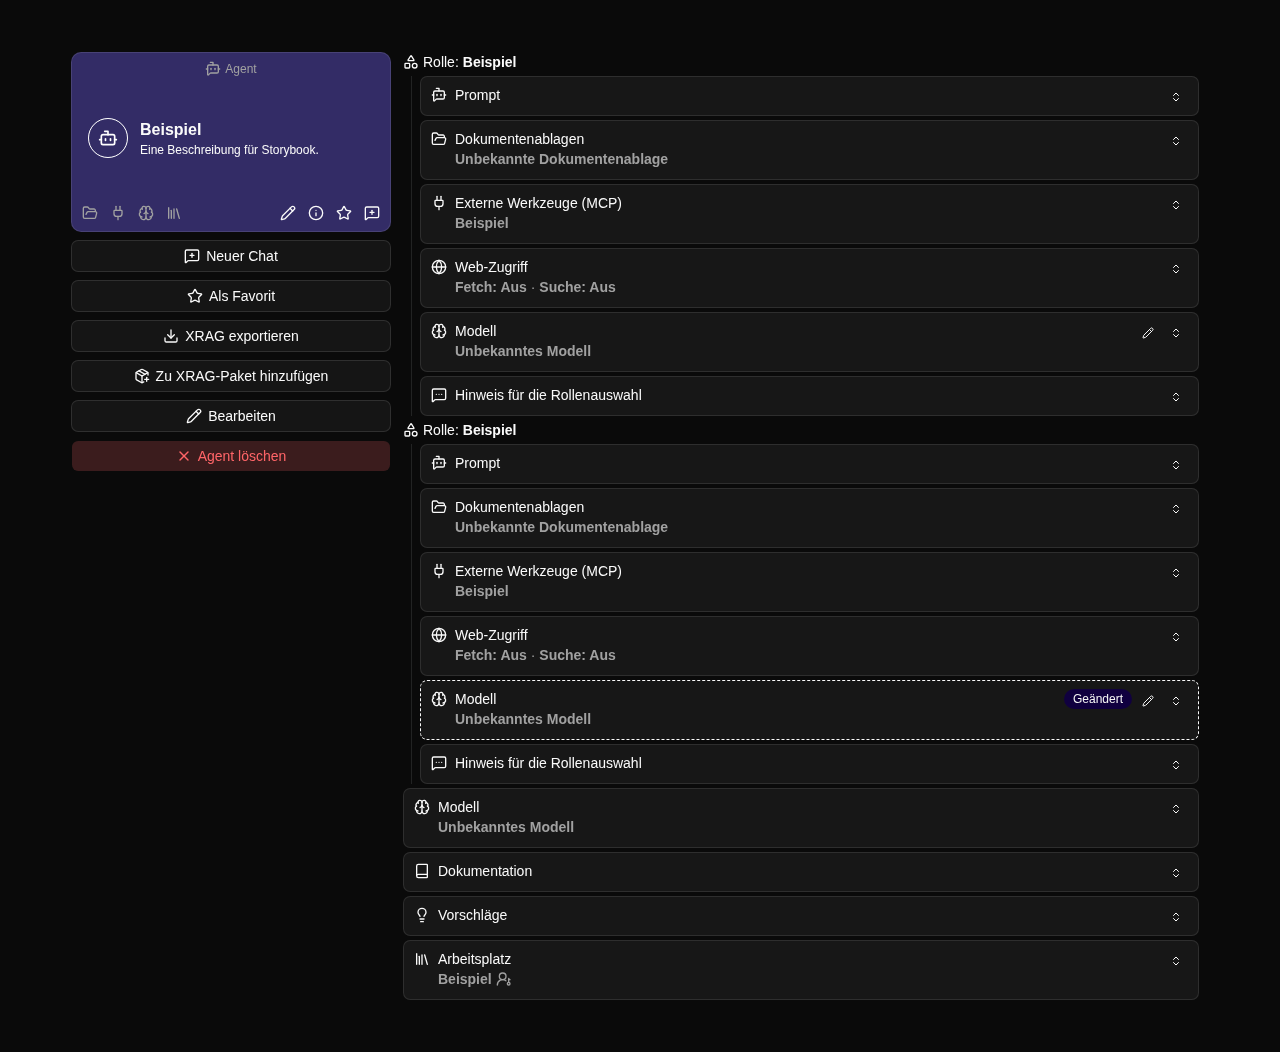 Agent
Beispiel
Eine Beschreibung für Storybook.
Neuer Chat
Als Favorit
XRAG exportieren
Zu XRAG-Paket hinzufügen
Bearbeiten
Agent löschen
Rolle: Beispiel
Prompt
Dokumentenablagen
Unbekannte Dokumentenablage
Externe Werkzeuge (MCP)
Beispiel
Web-Zugriff
Fetch: Aus · Suche: Aus
Modell
Unbekanntes Modell
Hinweis für die Rollenauswahl
Rolle: Beispiel
Prompt
Dokumentenablagen
Unbekannte Dokumentenablage
Externe Werkzeuge (MCP)
Beispiel
Web-Zugriff
Fetch: Aus · Suche: Aus
Modell
Geändert
Unbekanntes Modell
Hinweis für die Rollenauswahl
Modell
Unbekanntes Modell
Dokumentation
Vorschläge
Arbeitsplatz
Beispiel